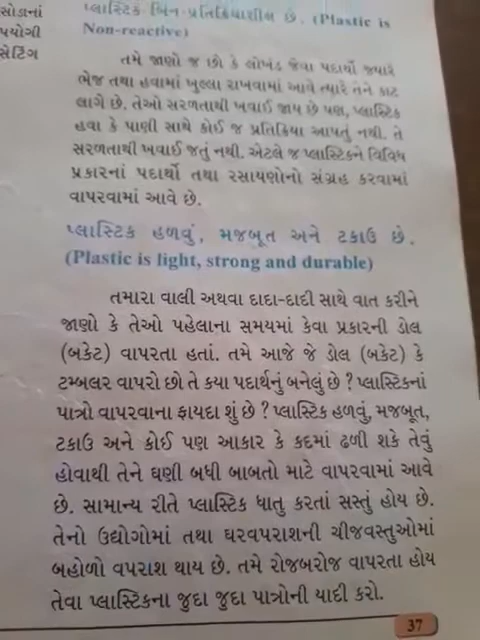 સોડાનાં
પયોગી
સેટિંગ
પ્લાસ્ટિક બિન પ્રતિક્રિયાશીલ છે. (Plastic is
Non-reactive)
તમે જાણો જ છો કે લોખંડ જેવા પદાર્થો જ્યારે
ભેજ તથા હવામાં ખુલ્લા રાખવામાં આવે ત્યારે તેને કાટ
લાગે છે. તેઓ સરળતાથી ખવાઈ જાય છે પણ, પ્લાસ્ટિક
હવા કે પાણી સાથે કોઈ જ પ્રતિક્રિયા આપતું નથી. તે
સરળતાથી ખવાઈ જતું નથી. એટલે જ પ્લાસ્ટિકને વિવિધ
પ્રકારનાં પદાર્થો તથા રસાયણોનો સંગ્રહ કરવામાં
વાપરવામાં આવે છે.
પ્લાસ્ટિક હળવું, મજબૂત અને ટકાઉ છે.
(Plastic is light, strong and durable)
તમારા વાલી અથવા દાદા-દાદી સાથે વાત કરીને
જાણો કે તેઓ પહેલાના સમયમાં કેવા પ્રકારની ડોલ
(બકેટ) વાપરતા હતાં. તમે આજે જે ડોલ (બકેટ) કે
ટમ્બલર વાપરો છો તે કયા પદાર્થનું બનેલું છે ? પ્લાસ્ટિકનાં
પાત્રો વાપરવાના ફાયદા શું છે ? પ્લાસ્ટિક હળવું, મજબૂત,
ટકાઉ અને કોઈ પણ આકાર કે કદમાં ઢળી શકે તેવું
હોવાથી તેને ઘણી બધી બાબતો માટે વાપરવામાં આવે
છે. સામાન્ય રીતે પ્લાસ્ટિક ધાતુ કરતાં સસ્તું હોય છે.
તેનો ઉદ્યોગોમાં તથા ઘરવપરાશની ચીજવસ્તુઓમાં
બહોળો વપરાશ થાય છે. તમે રોજબરોજ વાપરતા હોય
તેવા પ્લાસ્ટિકના જુદા જુદા પાત્રોની યાદી કરો.
37